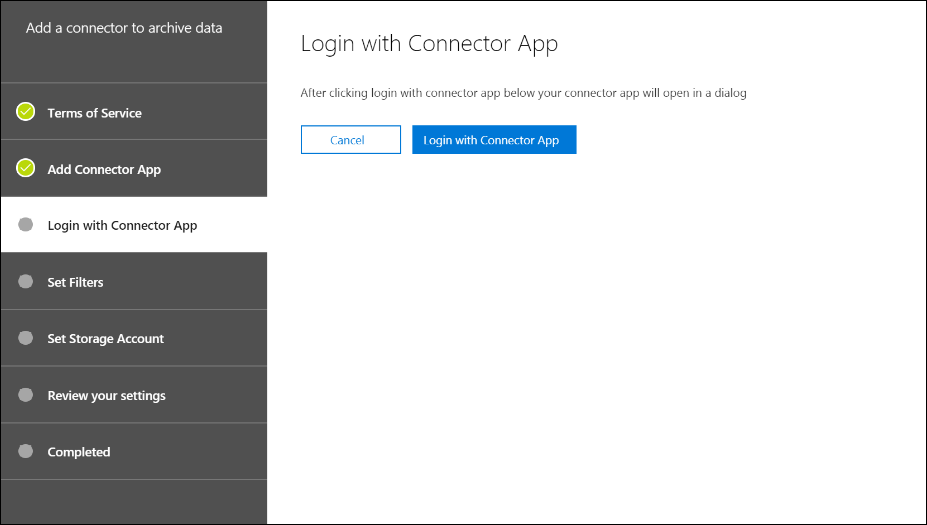 Add a connector to archive data
Terms of Service
Add Connector App
Login with Connector App
Set Filters
Set Storage Account
Review your settings
Completed
Login with Connector App
After clicking login with connector app below your connector app will open in a dialog
Cancel
Login with Connector App